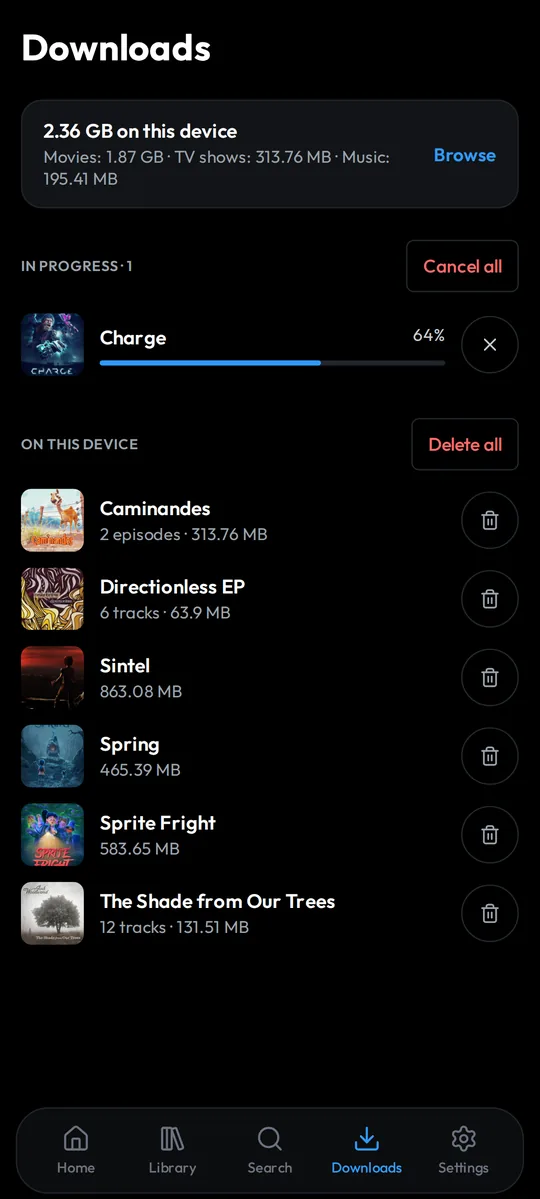 Downloads
2.36 GB on this device
Movies: 1.87 GB · TV shows: 313.76 MB · Music:
195.41 MB
Browse
IN PROGRESS · 1
Cancel all
Charge
64%
CHARGE
ON THIS DEVICE
Delete all
Caminandes
2 episodes · 313.76 MB
Directionless EP
6 tracks · 63.9 MB
Sintel
863.08 MB
Spring
465.39 MB
Sprite Fright
583.65 MB
SPRITE
FRIGHT
The Shade from Our Trees
12 tracks · 131.51 MB
Home
Library
Search
Downloads
Settings